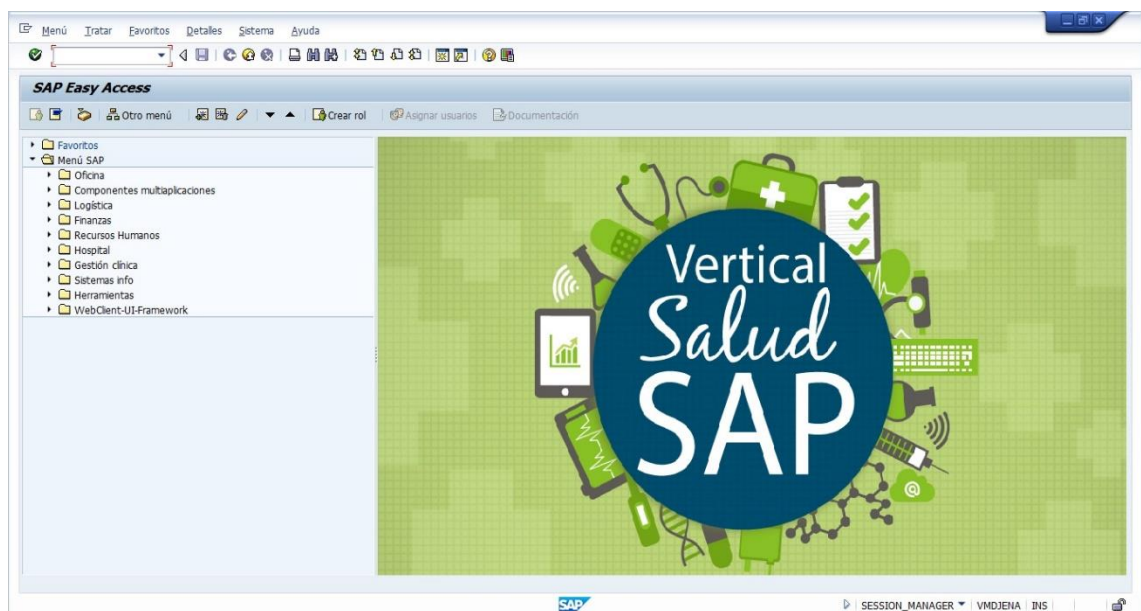 Menú Tratar Favoritos Detalles Sistema Ayuda
SAP Easy Access
Otro menú Crear rol Asignar usuarios Documentación
Favoritos
Menú SAP
Oficina
Componentes multiaplicaciones
Logística
Finanzas
Recursos Humanos
Hospital
Gestión clínica
Sistemas info
Herramientas
WebClient-UI-Framework
Vertical
Salud
SAP
@
SAP
SESSION_MANAGER VMDJENA INS